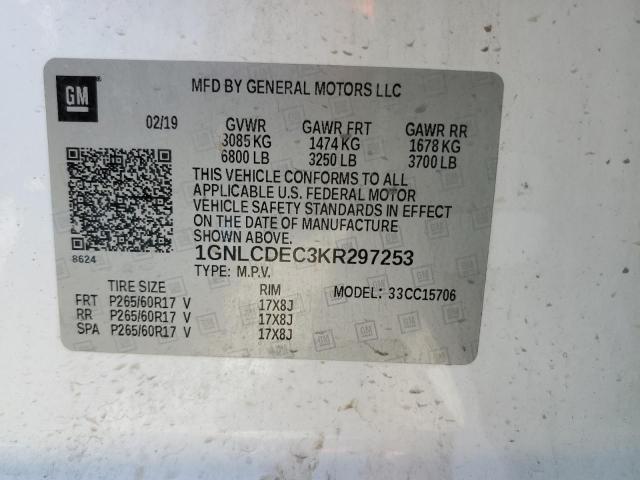 GM
MFD BY GENERAL MOTORS LLC
02/19 GVWR GAWR FRT GAWR RR
3085 KG 1474 KG 1678 KG
6800 LB 3250 LB 3700 LB
THIS VEHICLE CONFORMS TO ALL
APPLICABLE U.S. FEDERAL MOTOR
VEHICLE SAFETY STANDARDS IN EFFECT
ON THE DATE OF MANUFACTURE
SHOWN ABOVE.
8624
1GNLCDEC3KR297253
TYPE: M.P.V.
TIRE SIZE RIM MODEL: 33CC15706
FRT P265/60R17 V 17X8J
RR P265/60R17 V 17X8J
SPA P265/60R17 V 17X8J